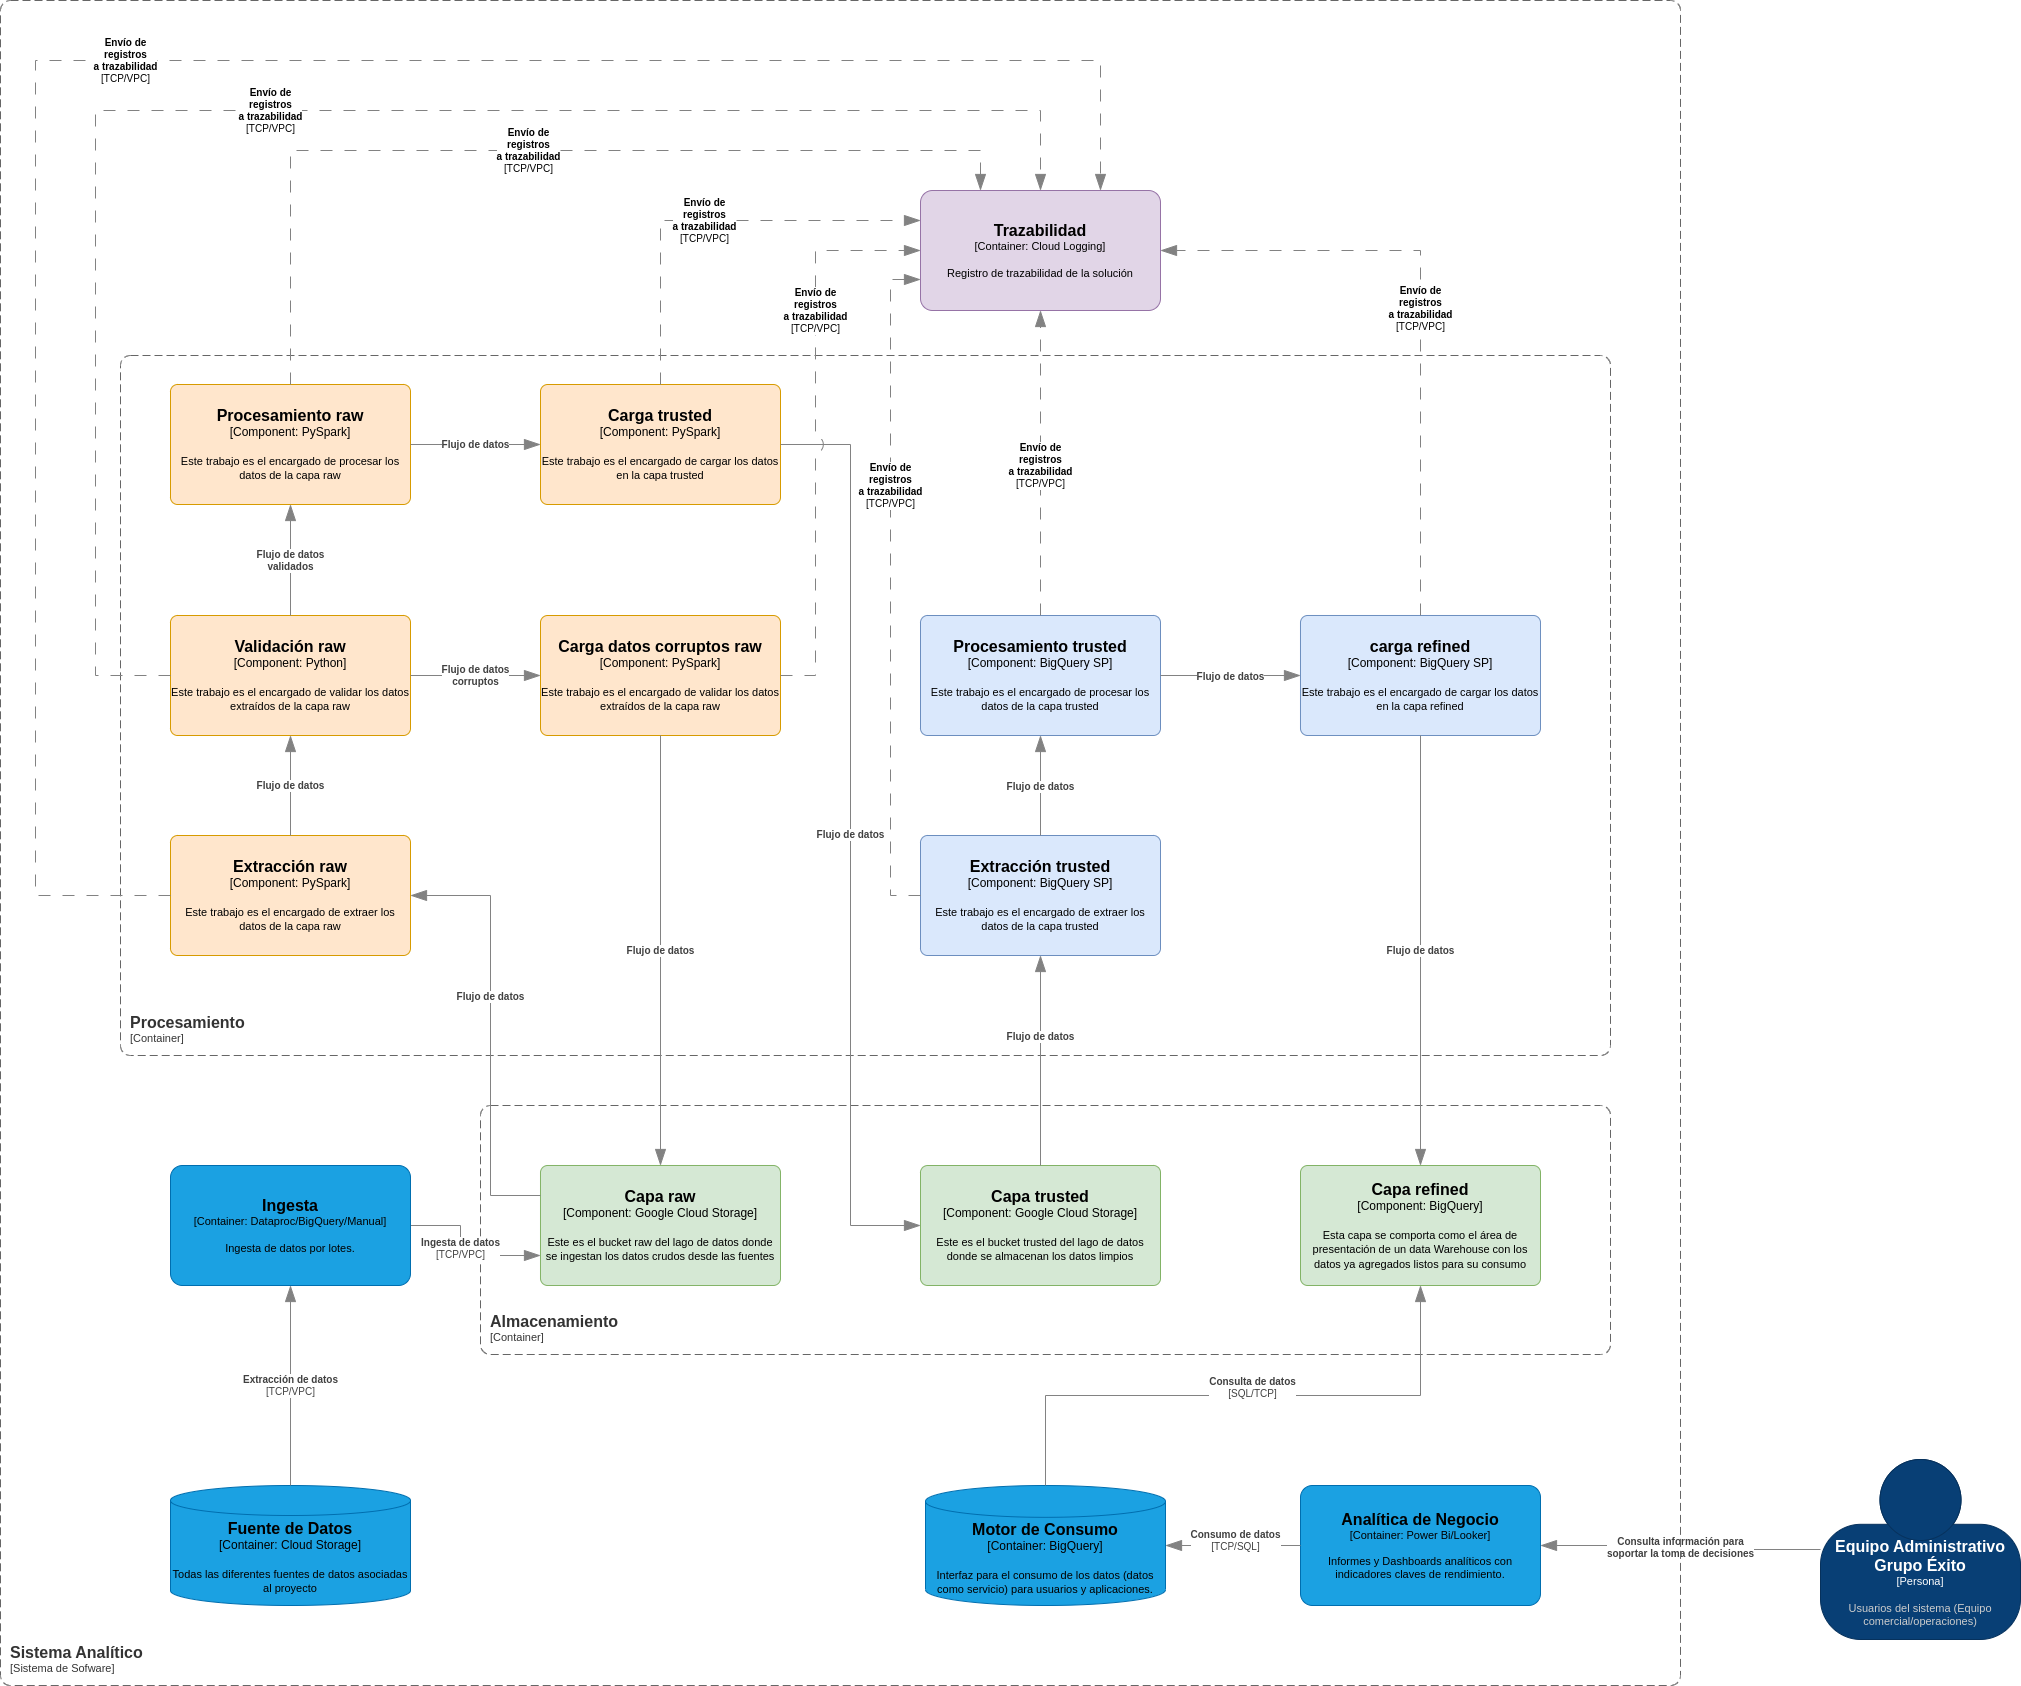 Envío de
registros
a trazabilidad
[TCP/VPC]
Envío de
registros
a trazabilidad
[TCP/VPC]
Envío de
registros
a trazabilidad
[TCP/VPC]
Envío de
registros
a trazabilidad
[TCP/VPC]
Trazabilidad
[Container: Cloud Logging]
Registro de trazabilidad de la solución
Envío de
registros
a trazabilidad
[TCP/VPC]
Envío de
registros
a trazabilidad
[TCP/VPC]
Procesamiento raw
[Component: PySpark]
Este trabajo es el encargado de procesar los
datos de la capa raw
Flujo de datos
Carga trusted
[Component: PySpark]
Este trabajo es el encargado de cargar los datos
en la capa trusted
Envío de
registros
a trazabilidad
[TCP/VPC]
Envío de
registros
a trazabilidad
[TCP/VPC]
Flujo de datos
validados
Validación raw
[Component: Python]
Este trabajo es el encargado de validar los datos
extraídos de la capa raw
Flujo de datos
corruptos
Carga datos corruptos raw
[Component: PySpark]
Este trabajo es el encargado de validar los datos
extraídos de la capa raw
Procesamiento trusted
[Component: BigQuery SP]
Este trabajo es el encargado de procesar los
datos de la capa trusted
Flujo de datos
carga refined
[Component: BigQuery SP]
Este trabajo es el encargado de cargar los datos
en la capa refined
Flujo de datos
Flujo de datos
Flujo de datos
Extracción raw
[Component: PySpark]
Este trabajo es el encargado de extraer los
datos de la capa raw
Extracción trusted
[Component: BigQuery SP]
Este trabajo es el encargado de extraer los
datos de la capa trusted
Flujo de datos
Flujo de datos
Flujo de datos
Flujo de datos
Procesamiento
[Container]
Ingesta
[Container: Dataproc/BigQuery/Manual]
Ingesta de datos por lotes.
Ingesta de datos
[TCP/VPC]
Capa raw
[Component: Google Cloud Storage]
Este es el bucket raw del lago de datos donde
se ingestan los datos crudos desde las fuentes
Capa trusted
[Component: Google Cloud Storage]
Este es el bucket trusted del lago de datos
donde se almacenan los datos limpios
Capa refined
[Component: BigQuery]
Esta capa se comporta como el área de
presentación de un data Warehouse con los
datos ya agregados listos para su consumo
Almacenamiento
[Container]
Extracción de datos
[TCP/VPC]
Consulta de datos
[SQL/TCP]
Fuente de Datos
[Container: Cloud Storage]
Todas las diferentes fuentes de datos asociadas
al proyecto
Motor de Consumo
[Container: BigQuery]
Interfaz para el consumo de los datos (datos
como servicio) para usuarios y aplicaciones.
Consumo de datos
[TCP/SQL]
Analítica de Negocio
[Container: Power Bi/Looker]
Informes y Dashboards analíticos con
indicadores claves de rendimiento.
Consulta información para
soportar la toma de decisiones
Equipo Administrativo
Grupo Éxito
[Persona]
Usuarios del sistema (Equipo
comercial/operaciones)
Sistema Analítico
[Sistema de Sofware]